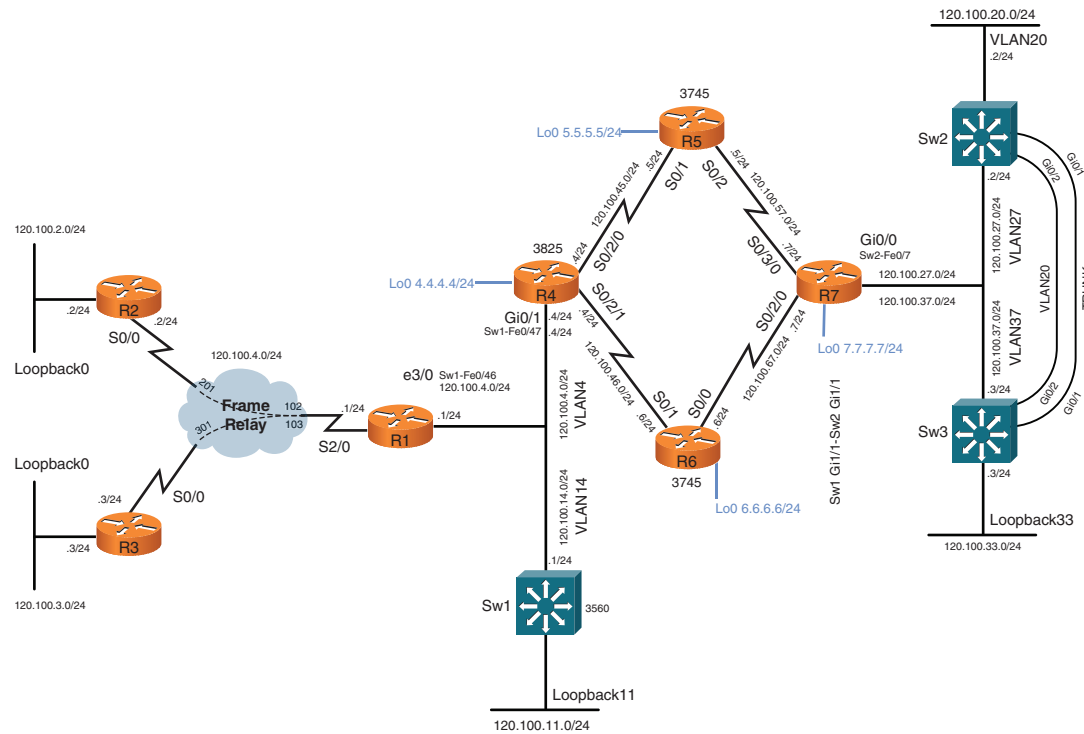 120.100.20.0/24
VLAN20
.2/24
Sw2
Gi0/1
Gi0/2
.2/24
120.100.27.0/24
VLAN27
VLAN20
120.100.37.0/24
VLAN37
.3/24
Gi0/2
Gi0/1
Sw3
.3/24
Loopback33
120.100.33.0/24
3745
Lo0 5.5.5.5/24
R5
.5/24
S0/1
120.100.45.0/24
.5/24
S0/2
120.100.57.0/24
.4/24
S0/2/0
.7/24
S0/3/0
3825
Lo0 4.4.4.4/24
R4
Gi0/1
Sw1-Fe0/47
.4/24
.4/24
S0/2/1
.4/24
120.100.46.0/24
.6/24
S0/1
R7
Gi0/0
Sw2-Fe0/7
120.100.27.0/24
120.100.37.0/24
S0/2/0
.7/24
120.100.67.0/24
Lo0 7.7.7.7/24
S0/0
.6/24
R6
3745
Lo0 6.6.6.6/24
Sw1 Gi1/1-Sw2 Gi1/1
120.100.2.0/24
R2
.2/24
.2/24
S0/0
Loopback0
120.100.4.0/24
201
Frame
Relay
102
103
301
.1/24
S2/0
e3/0
Sw1-Fe0/46
120.100.4.0/24
R1
.1/24
120.100.4.0/24
VLAN4
Loopback0
S0/0
.3/24
R3
.3/24
120.100.3.0/24
120.100.14.0/24
VLAN14
.1/24
Sw1
3560
Loopback11
120.100.11.0/24